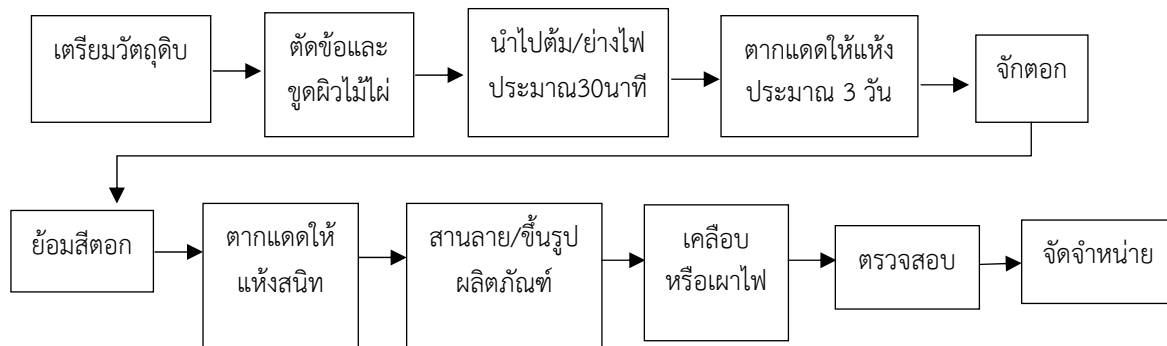 เตรียมวัตถุดิบ
ตัดข้อและ
ขูดผิวไม้ไผ่
นำไปต้ม/ย่างไฟ
ประมาณ30นาที
ตากแดดให้แห้ง
ประมาณ 3 วัน
จักตอก
ย้อมสีตอก
ตากแดดให้
แห้งสนิท
สานลาย/ขึ้นรูป
ผลิตภัณฑ์
เคลือบ
หรือเผาไฟ
ตรวจสอบ
จัดจำหน่าย